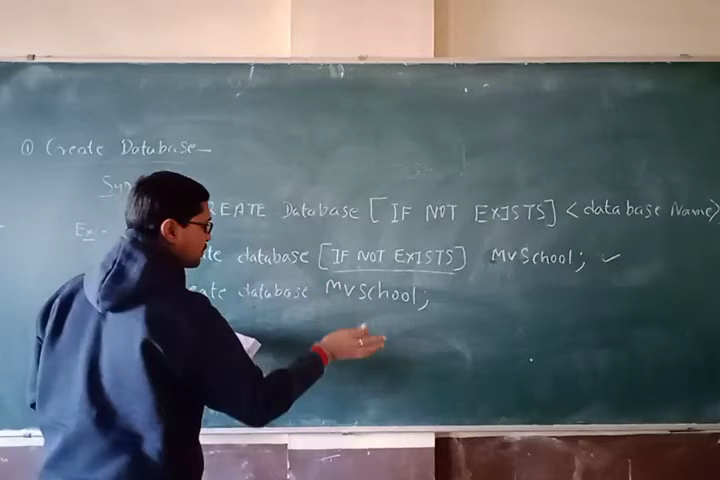 ① Create Database—
Syn
REATE Database [IF NOT EXISTS] <database Name>
Ex-
te database [IF NOT EXISTS] MVSchool; ✓
eate database MVSchool;